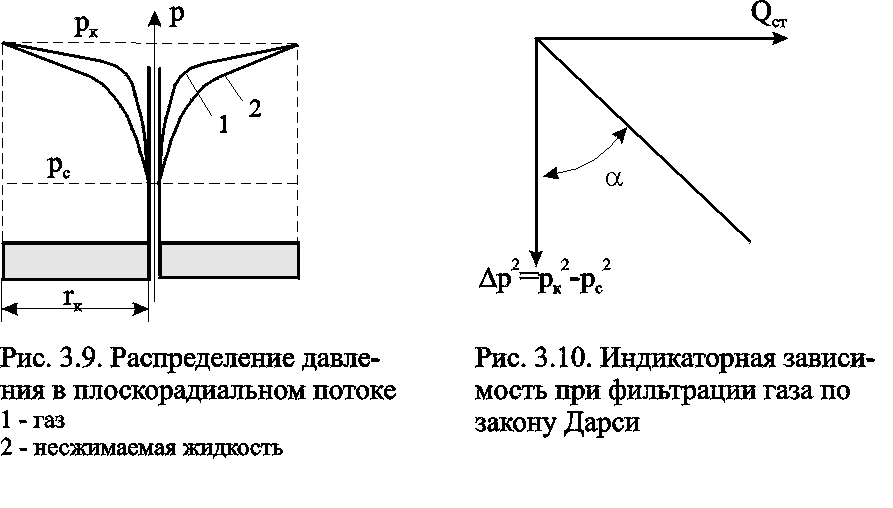 pк
p
1
2
pс
rк
Qст
α
Δp²=pк²-pс²
Рис. 3.9. Распределение давле-
ния в плоскорадиальном потоке
1 - газ
2 - несжимаемая жидкость
Рис. 3.10. Индикаторная зависи-
мость при фильтрации газа по
закону Дарси